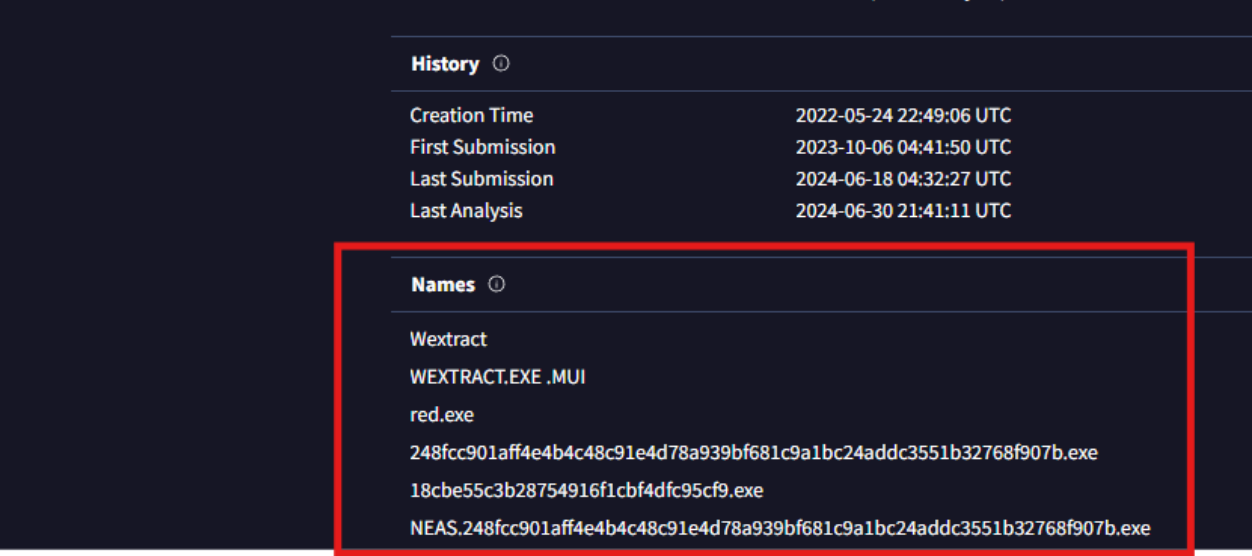 History
Creation Time 2022-05-24 22:49:06 UTC
First Submission 2023-10-06 04:41:50 UTC
Last Submission 2024-06-18 04:32:27 UTC
Last Analysis 2024-06-30 21:41:11 UTC
Names
Wextract
WEXTRACT.EXE .MUI
red.exe
248fcc901aff4e4b4c48c91e4d78a939bf681c9a1bc24addc3551b32768f907b.exe
18cbe55c3b28754916f1cbf4dfc95cf9.exe
NEAS.248fcc901aff4e4b4c48c91e4d78a939bf681c9a1bc24addc3551b32768f907b.exe